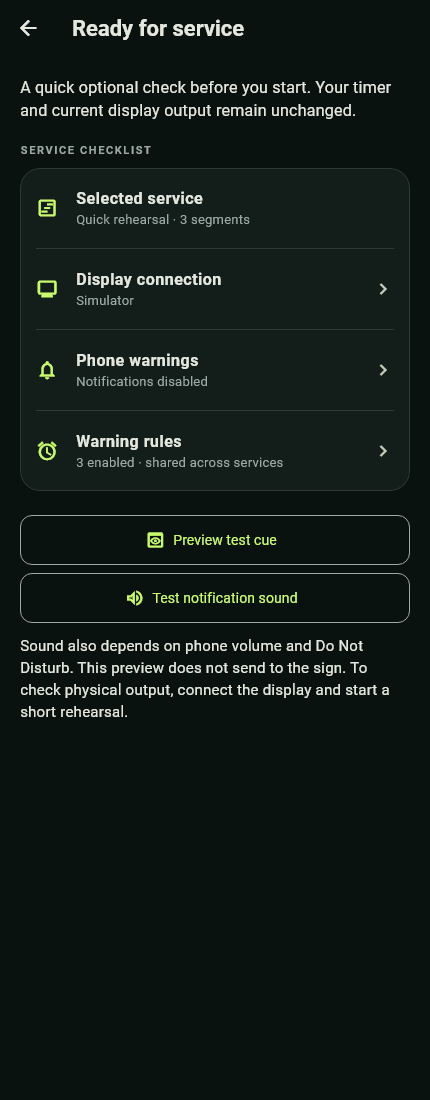 Ready for service
A quick optional check before you start. Your timer
and current display output remain unchanged.
SERVICE CHECKLIST
Selected service
Quick rehearsal · 3 segments
Display connection
Simulator
Phone warnings
Notifications disabled
Warning rules
3 enabled · shared across services
Preview test cue
Test notification sound
Sound also depends on phone volume and Do Not
Disturb. This preview does not send to the sign. To
check physical output, connect the display and start a
short rehearsal.